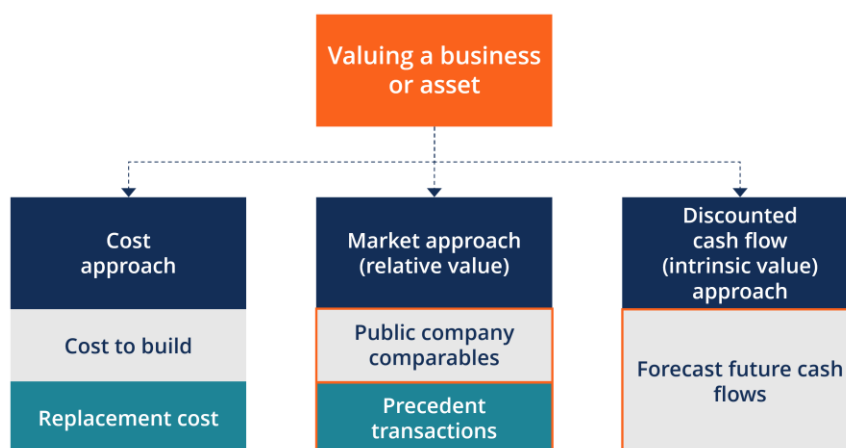 Valuing a business
or asset
Cost
approach
Cost to build
Replacement cost
Market approach
(relative value)
Public company
comparables
Precedent
transactions
Discounted
cash flow
(intrinsic value)
approach
Forecast future cash
flows